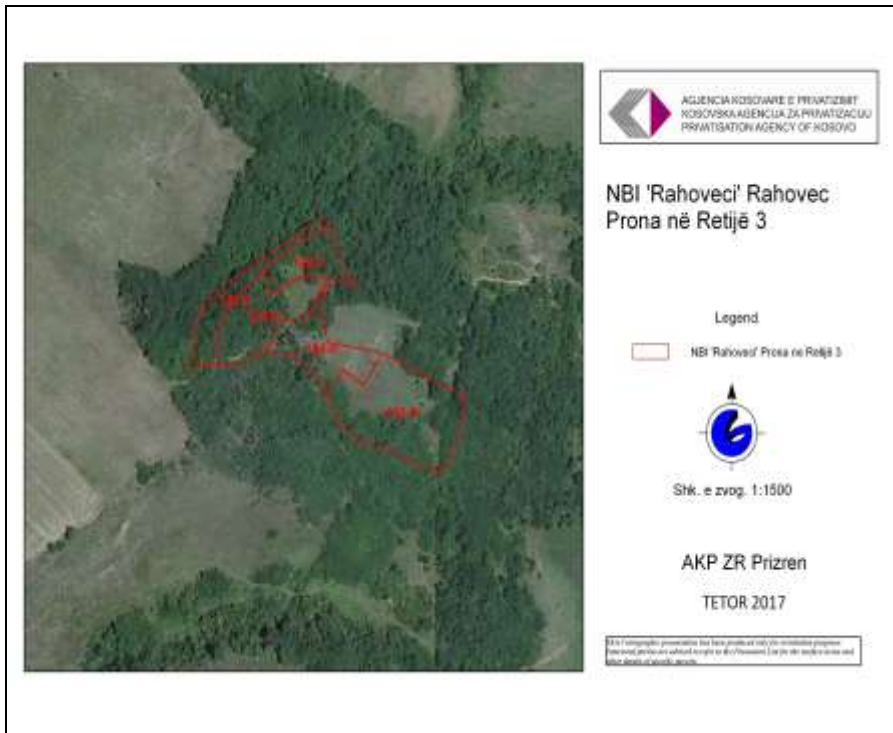 AGJENCIA KOSOVARE E PRIVATIZIMIT
KOSOVSKA AGENCIJA ZA PRIVATIZACIJU
PRIVATISATION AGENCY OF KOSOVO
NBI 'Rahoveci' Rahovec
Prona në Retijë 3
Legend
NBI 'Rahoveci' Prona ne Retijë 3
Shk. e zvog. 1:1500
AKP ZR Prizren
TETOR 2017